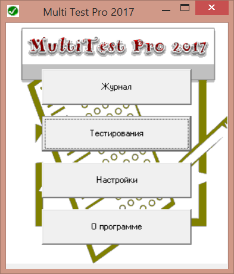 Multi Test Pro 2017
MultiTest Pro 2017
Журнал
Тестирования
Настройки
О программе